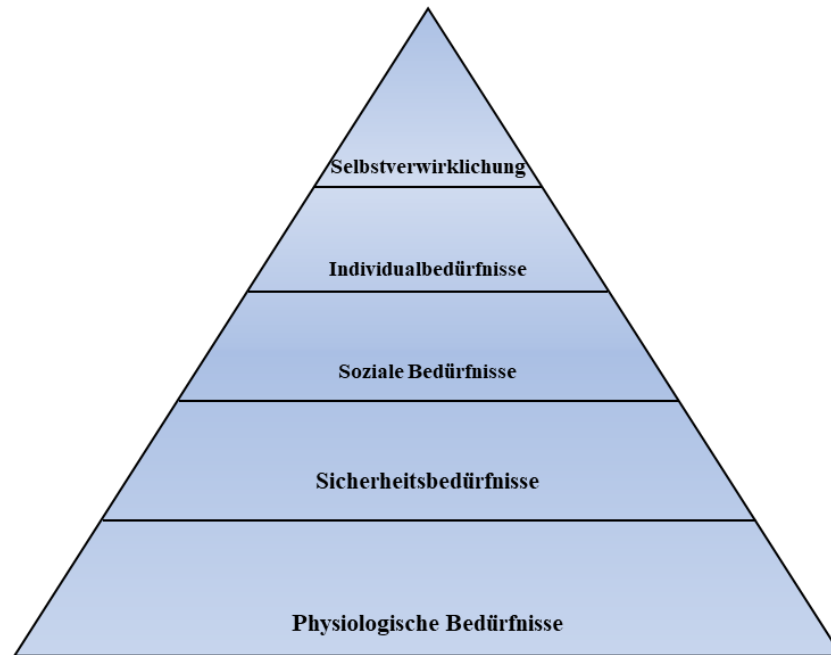 Selbstverwirklichung
Individualbedürfnisse
Soziale Bedürfnisse
Sicherheitsbedürfnisse
Physiologische Bedürfnisse